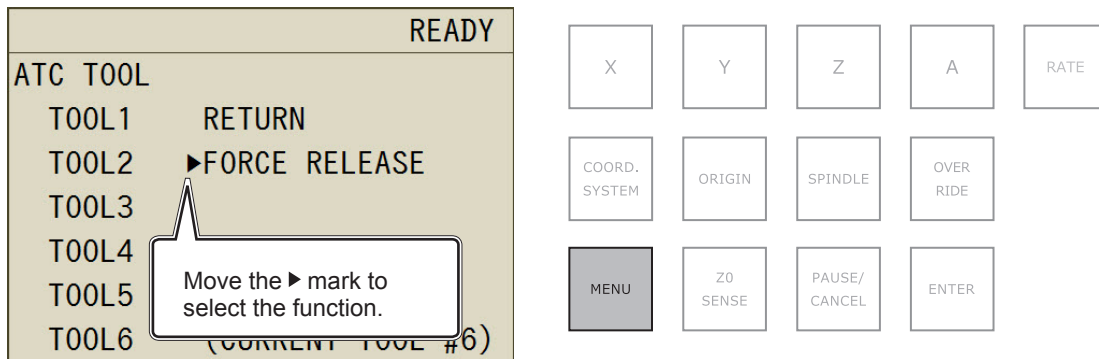 READY
ATC TOOL
TOOL1 RETURN
TOOL2 ▶FORCE RELEASE
TOOL3
TOOL4
TOOL5
TOOL6 (CURRENT TOOL #6)
Move the ▶ mark to
select the function.
X Y Z A RATE
COORD.
SYSTEM
ORIGIN
SPINDLE
OVER
RIDE
MENU
Z0
SENSE
PAUSE/
CANCEL
ENTER